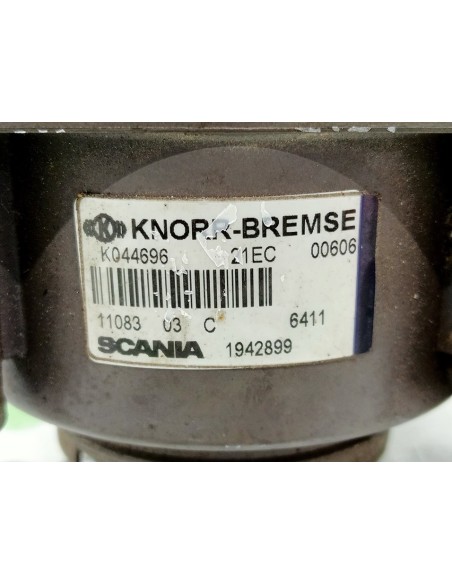 KNORR-BREMSE
K044696 21EC 00606
11083 03 C 6411
SCANIA 1942899